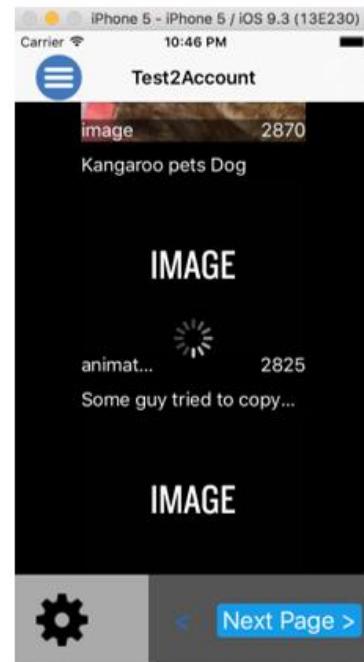 iPhone 5 - iPhone 5 / iOS 9.3 (13E230)
Carrier 10:46 PM
Test2Account
image 2870
Kangaroo pets Dog
IMAGE
animat... 2825
Some guy tried to copy...
IMAGE
< Next Page >